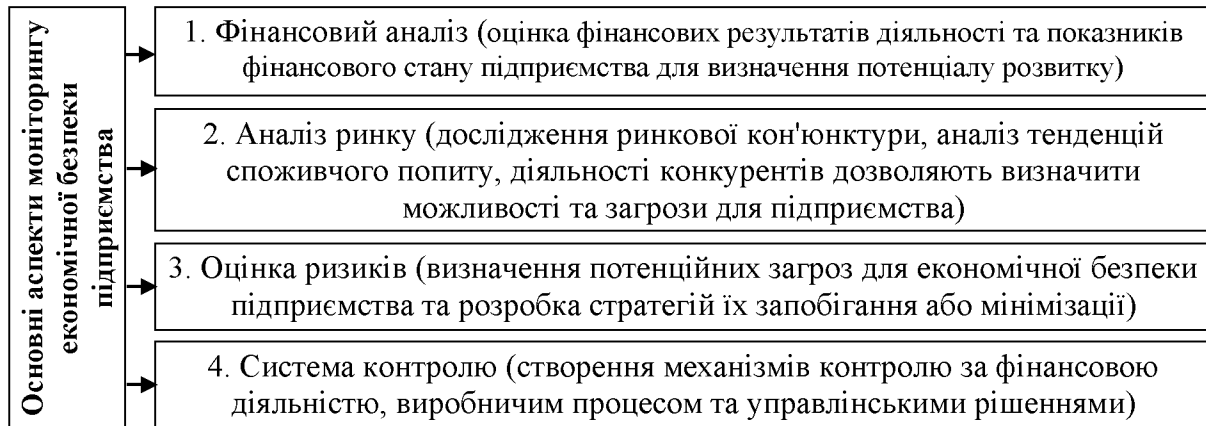 Основні аспекти моніторингу
економічної безпеки
підприємства
1. Фінансовий аналіз (оцінка фінансових результатів діяльності та показників
фінансового стану підприємства для визначення потенціалу розвитку)
2. Аналіз ринку (дослідження ринкової кон'юнктури, аналіз тенденцій
споживчого попиту, діяльності конкурентів дозволяють визначити
можливості та загрози для підприємства)
3. Оцінка ризиків (визначення потенційних загроз для економічної безпеки
підприємства та розробка стратегій їх запобігання або мінімізації)
4. Система контролю (створення механізмів контролю за фінансовою
діяльністю, виробничим процесом та управлінськими рішеннями)